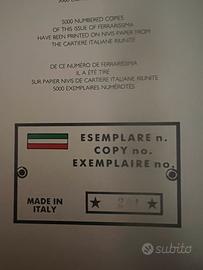 5000 NUMBERED COPIES
OF THIS ISSUE OF FERRARISSIMA
HAVE BEEN PRINTED ON NIVIS PAPER FROM
THE CARTIERE ITALIANE RIUNITE
DE CE NUMÉRO DE FERRARISSIMA
IL A ÉTÉ TIRÉ
SUR PAPIER NIVIS DE CARTIERE ITALIANE RIUNITE
5000 EXEMPLAIRES NUMÉROTÉS
ESEMPLARE n.
COPY no.
EXEMPLAIRE no.
MADE IN
ITALY
subito